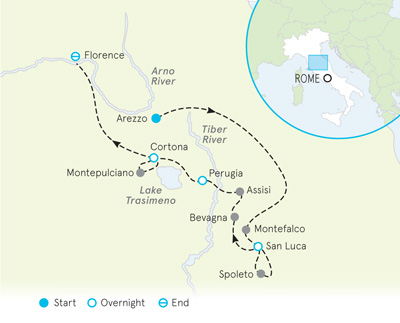 Florence
Arno
River
ROME
Arezzo
Tiber
River
Cortona
Montepulciano
Perugia
Lake
Trasimeno
Assisi
Bevagna
Montefalco
San Luca
Spoleto
Start
Overnight
End